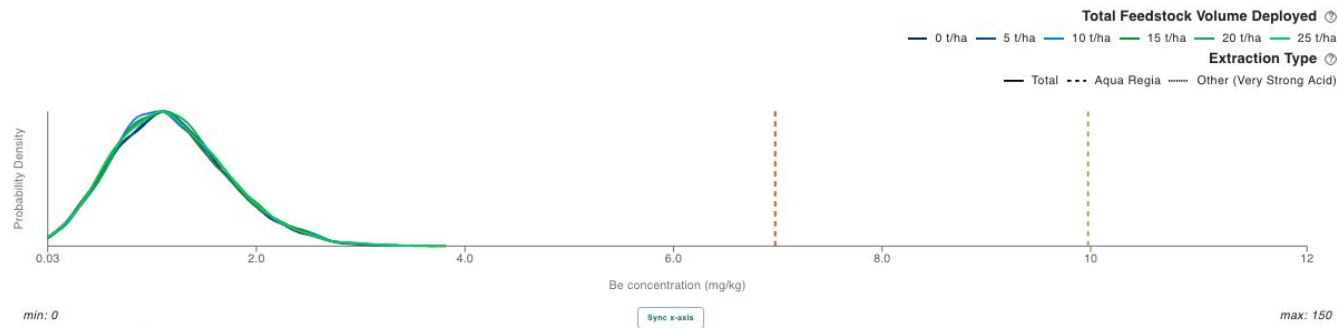 Total Feedstock Volume Deployed ?
0 t/ha 5 t/ha 10 t/ha 15 t/ha 20 t/ha 25 t/ha
Extraction Type ?
Total Aqua Regia Other (Very Strong Acid)
Probability Density
0.03 2.0 4.0 6.0 8.0 10 12
Be concentration (mg/kg)
min: 0 Sync x-axis max: 150